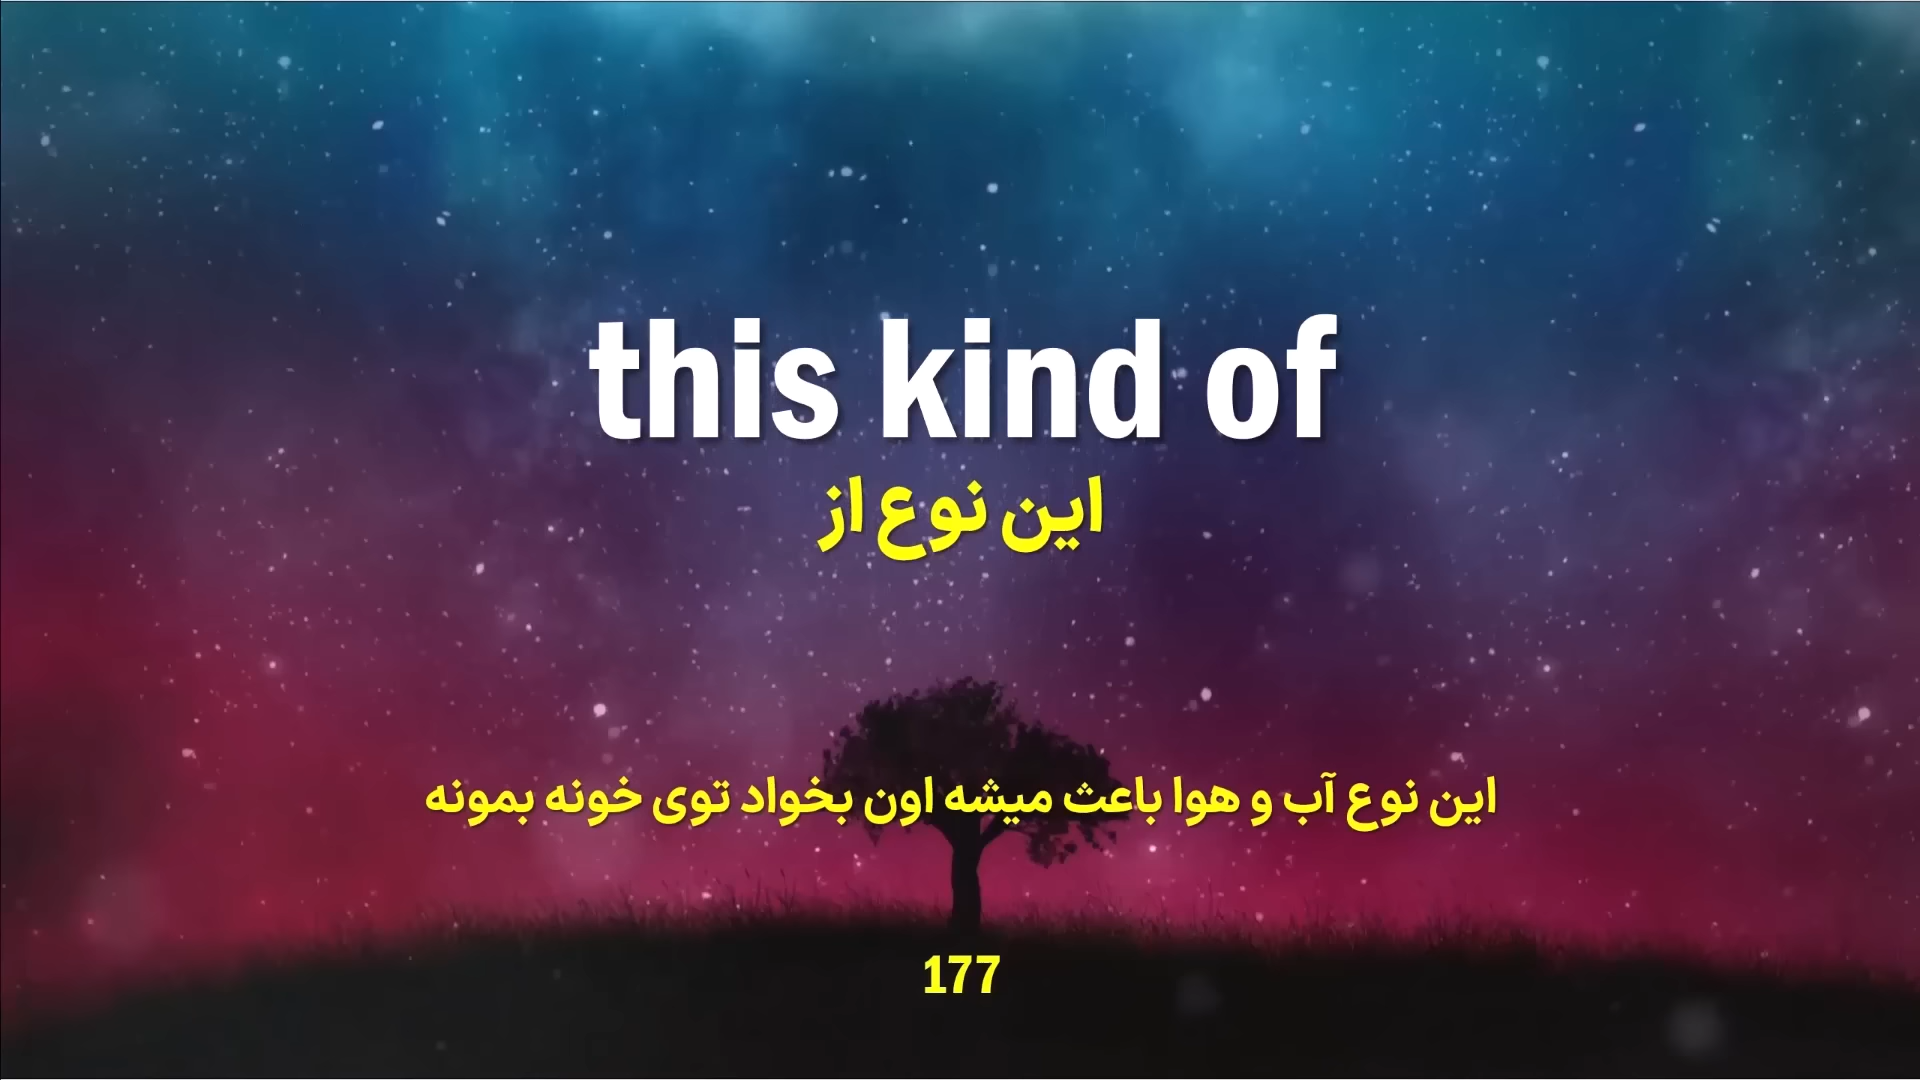 this kind of
این نوع از
این نوع آب و هوا باعث میشه اون بخواد توی خونه بمونه
177